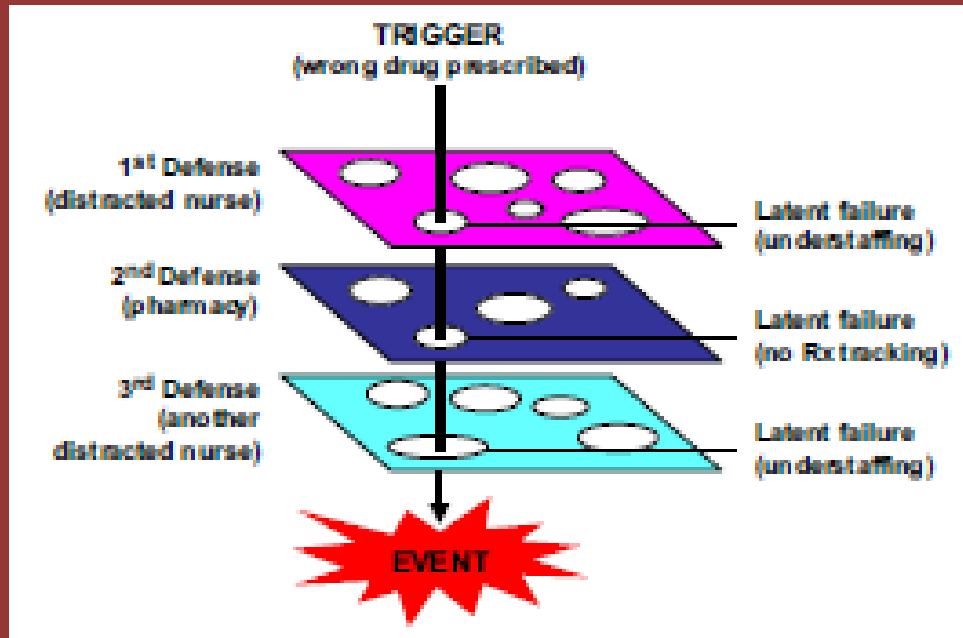 TRIGGER
(wrong drug prescribed)
1st Defense
(distracted nurse)
Latent failure
(understaffing)
2nd Defense
(pharmacy)
Latent failure
(no Rx tracking)
3rd Defense
(another
distracted nurse)
Latent failure
(understaffing)
EVENT